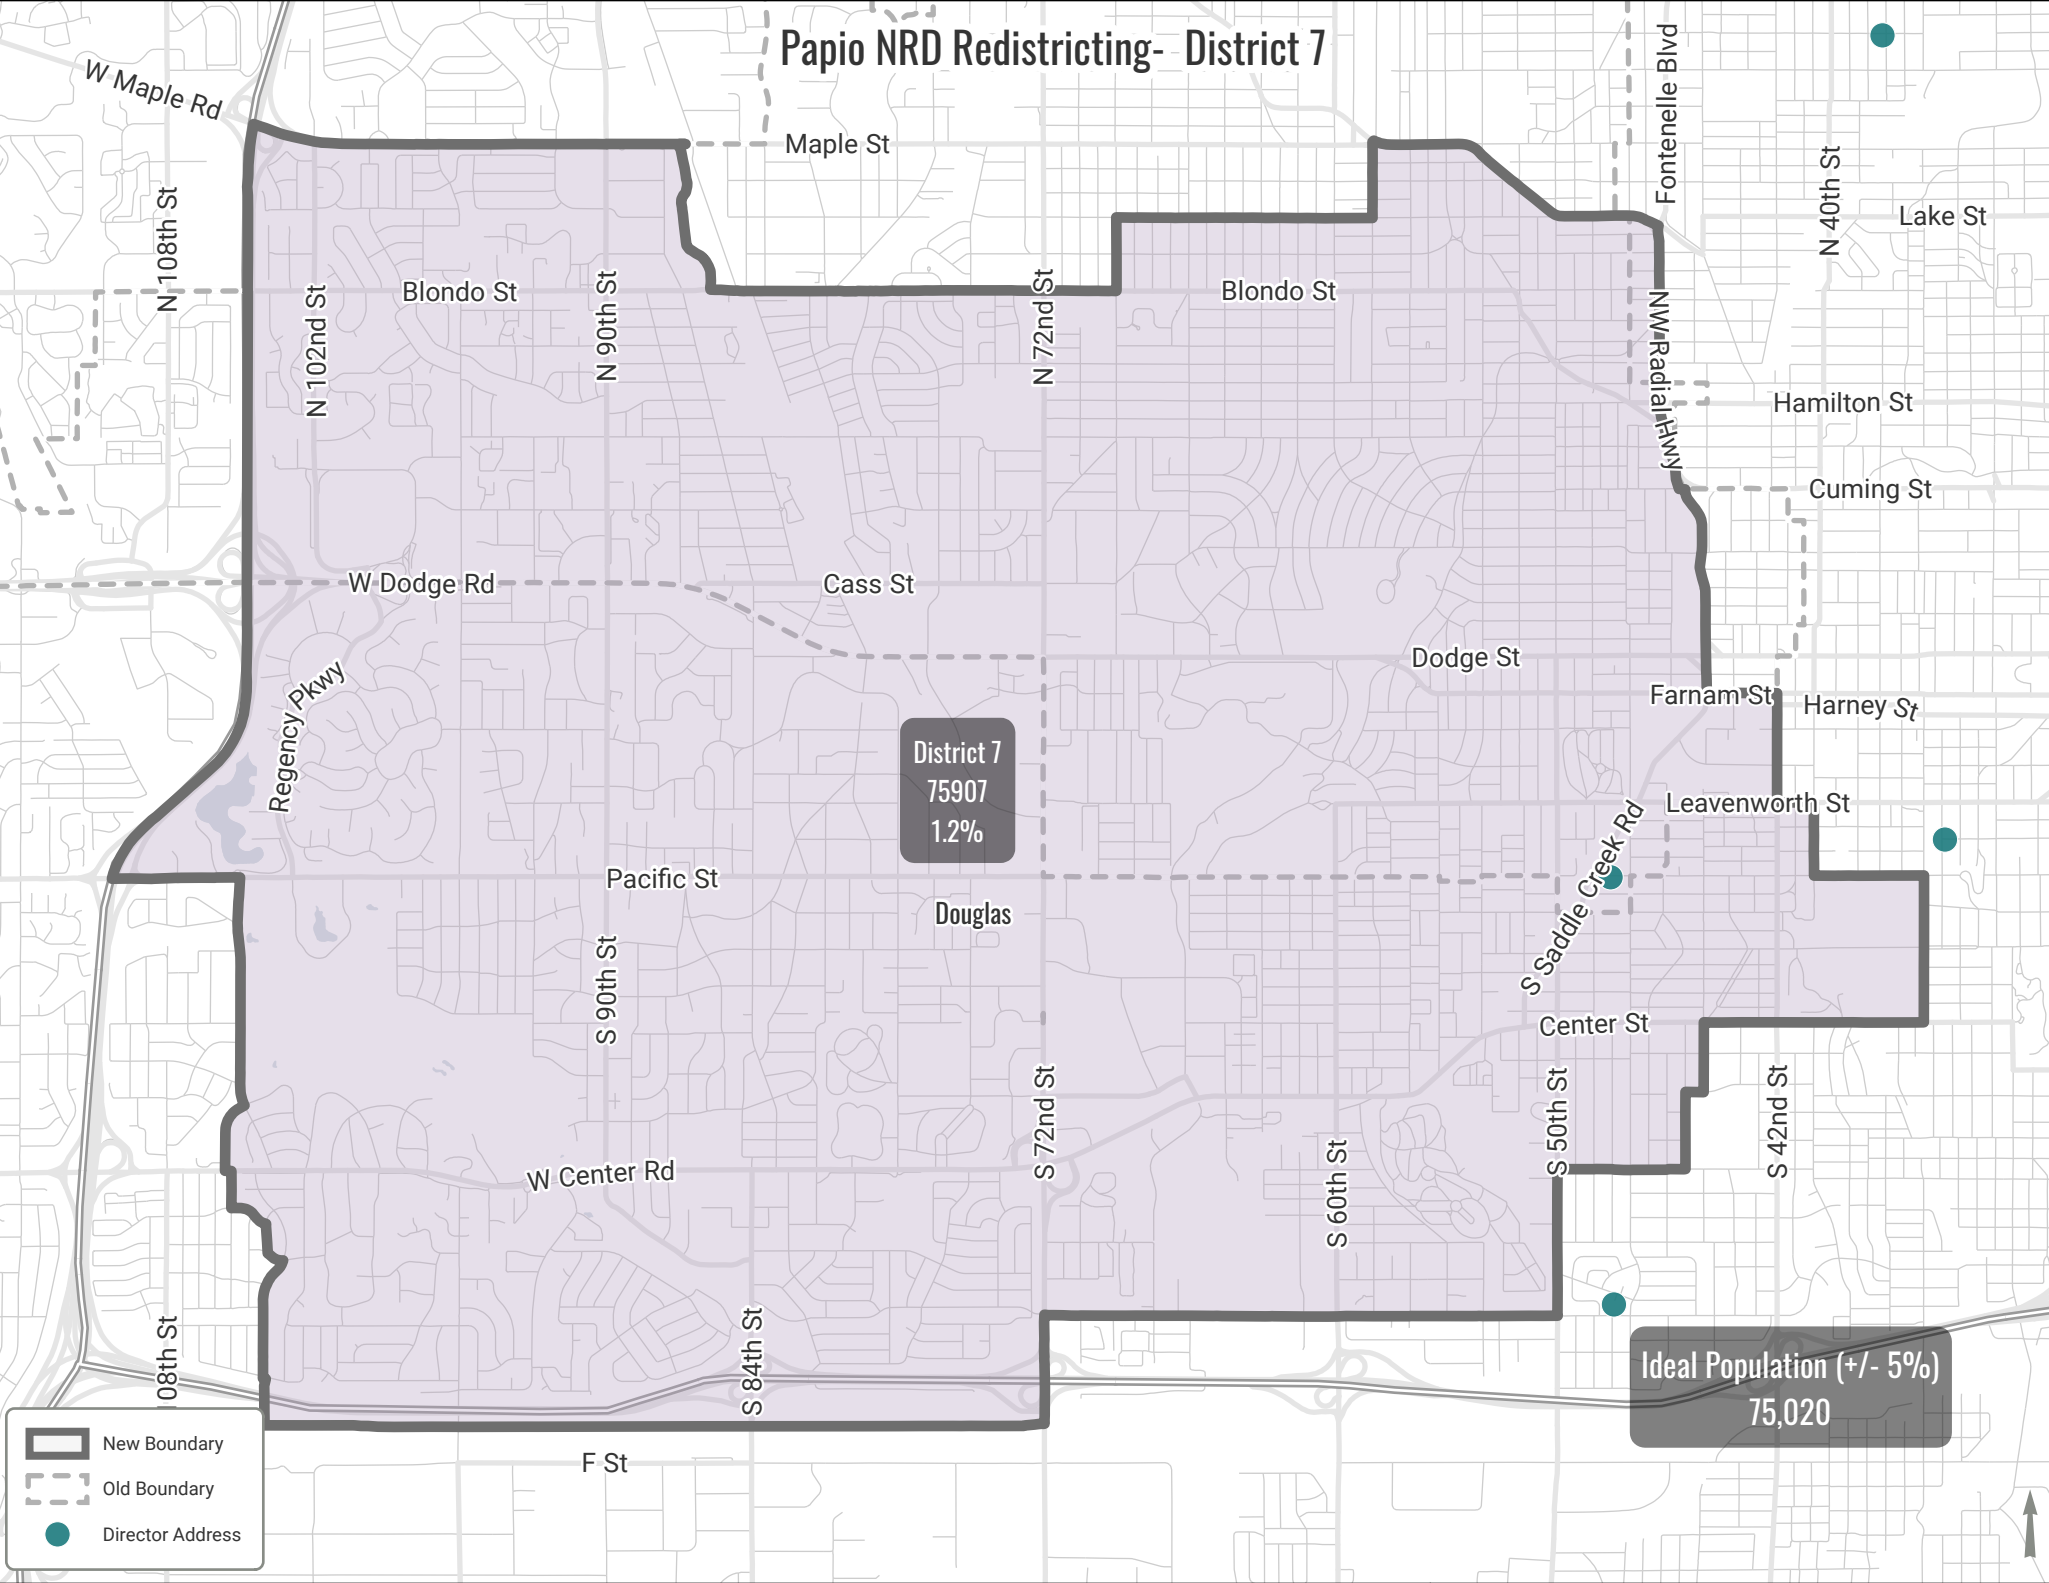 Papio NRD Redistricting- District 7
W Maple Rd
Maple St
Fontenelle Blvd
N 40th St
Lake St
N 108th St
Blondo St
Blondo St
N 102nd St
N 90th St
N 72nd St
NW Radial Hwy
Hamilton St
Cuming St
W Dodge Rd
Cass St
Dodge St
Farnam St
Harney St
Regency Pkwy
District 7
75907
1.2%
Leavenworth St
Pacific St
Douglas
S Saddle Creek Rd
S 90th St
Center St
S 72nd St
S 50th St
S 42nd St
W Center Rd
S 60th St
S 84th St
108th St
Ideal Population (+/- 5%)
75,020
F St
New Boundary
Old Boundary
Director Address